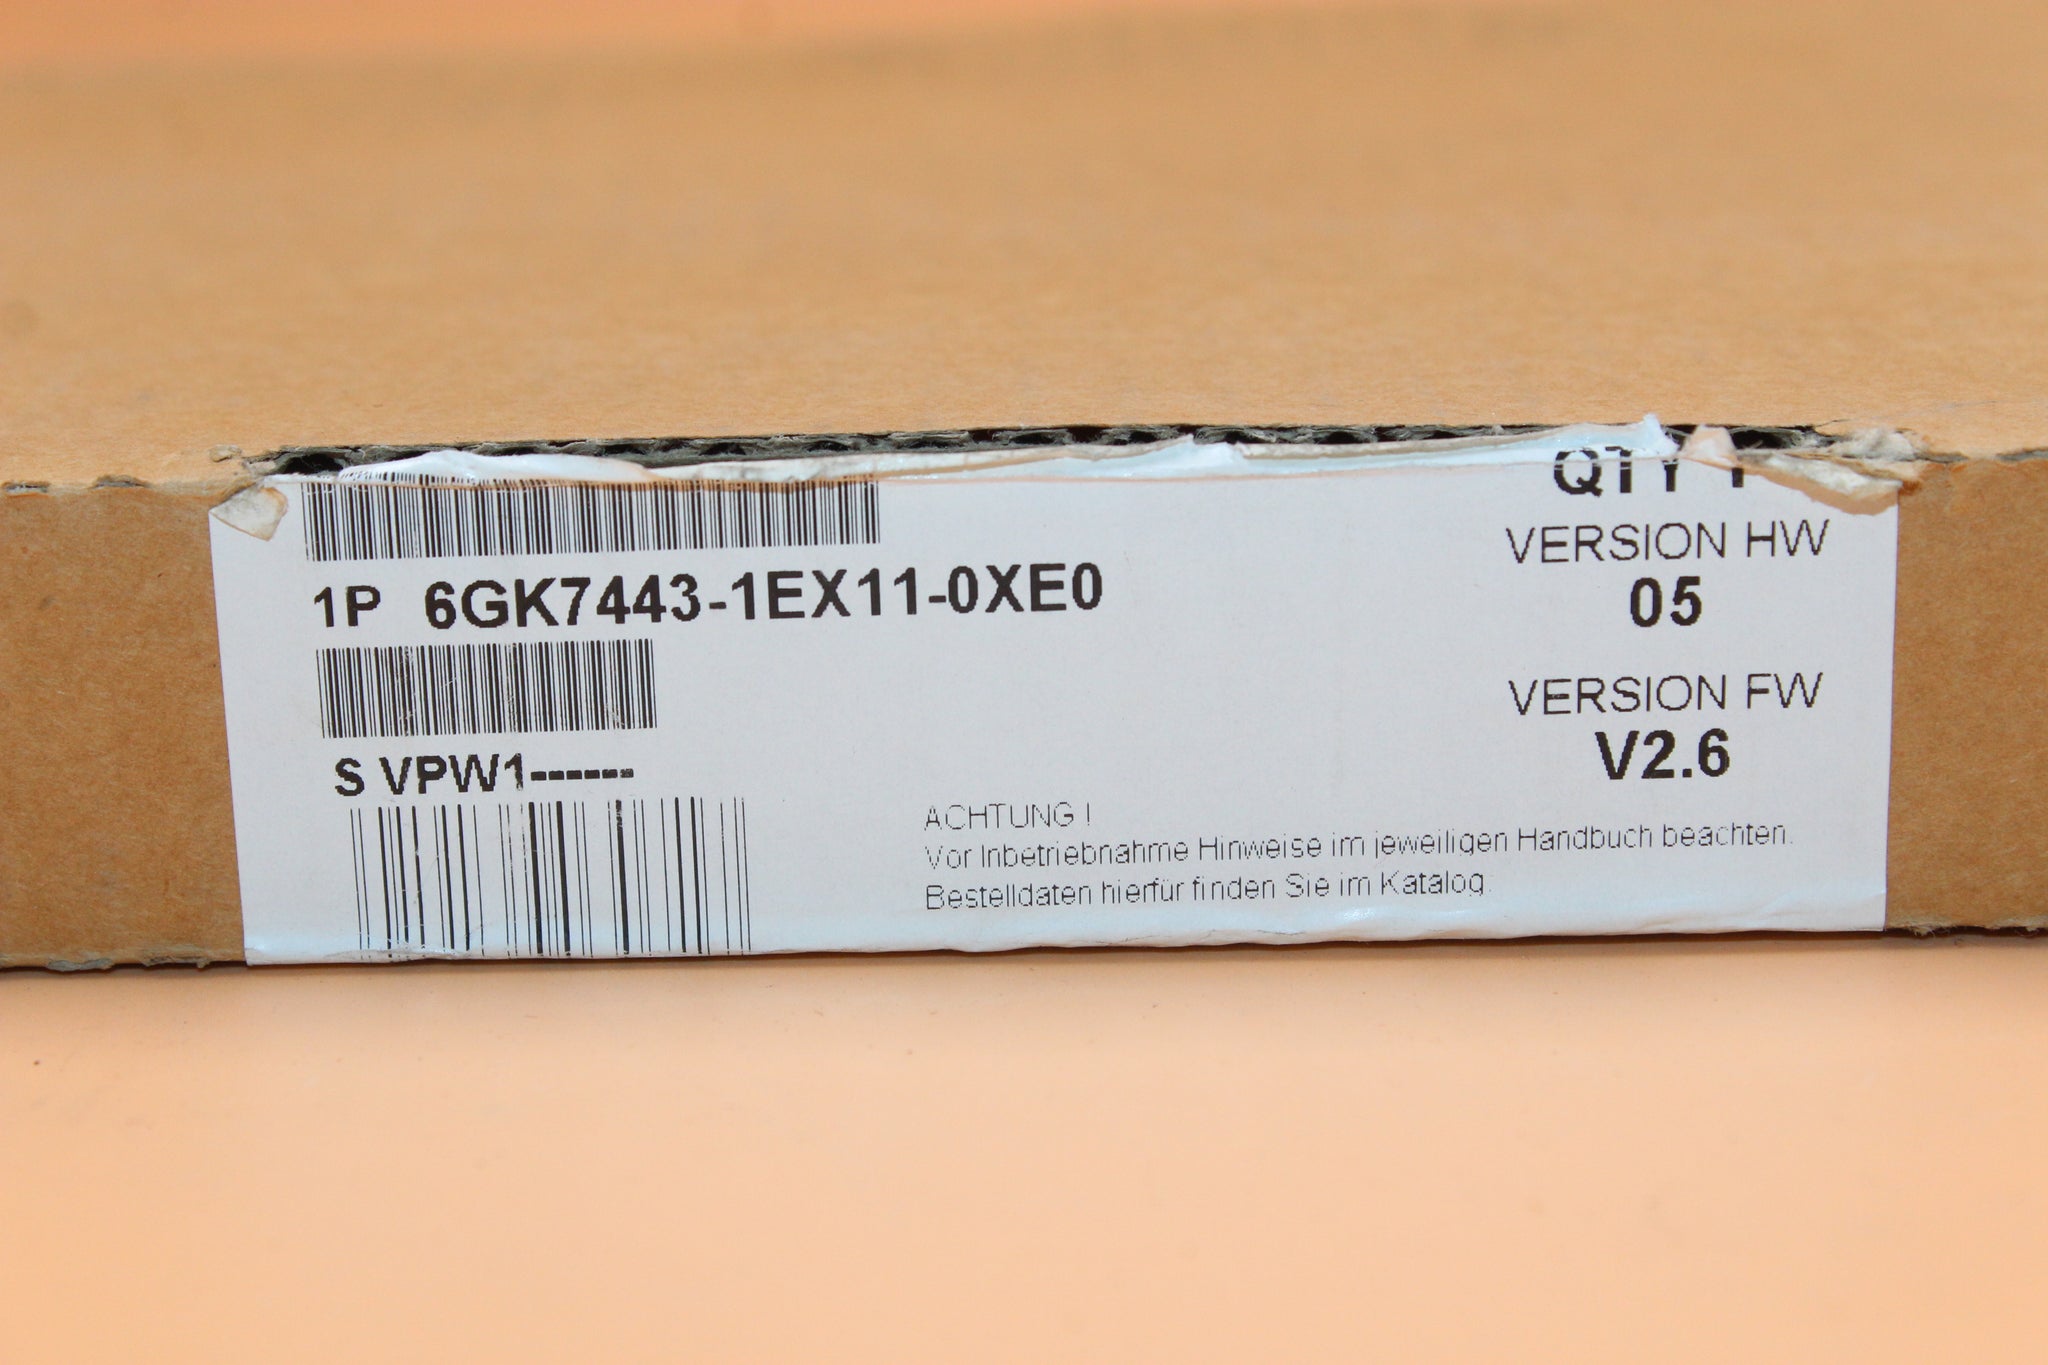 QTY 1
1P 6GK7443-1EX11-0XE0
VERSION HW
05
S VPW1------
VERSION FW
V2.6
ACHTUNG !
Vor Inbetriebnahme Hinweise im jeweiligen Handbuch beachten.
Bestelldaten hierfür finden Sie im Katalog.